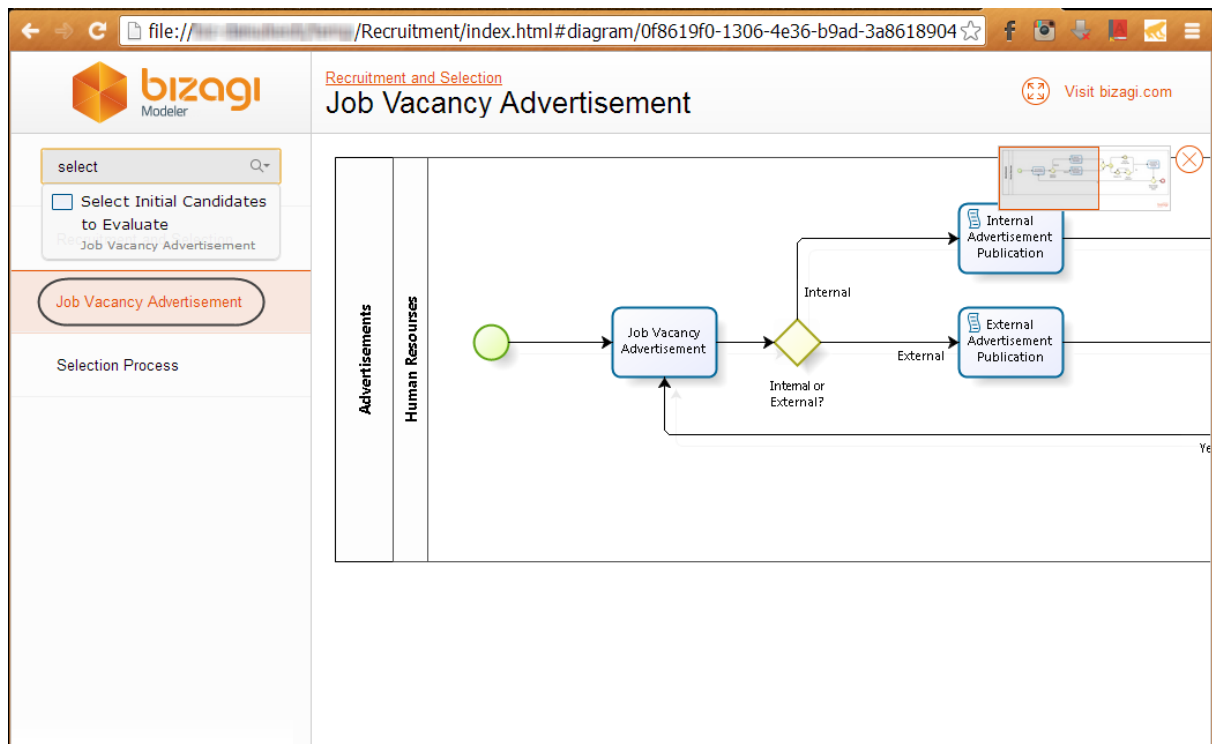 file:// /Recruitment/index.html#diagram/0f8619f0-1306-4e36-b9ad-3a8618904
bizagi
Modeler
Recruitment and Selection
Job Vacancy Advertisement
Visit bizagi.com
select
Select Initial Candidates
to Evaluate
Job Vacancy Advertisement
Job Vacancy Advertisement
Selection Process
Advertisements
Human Resourses
Job Vacancy
Advertisement
Internal or
External?
Internal
External
Internal
Advertisement
Publication
External
Advertisement
Publication
Ye